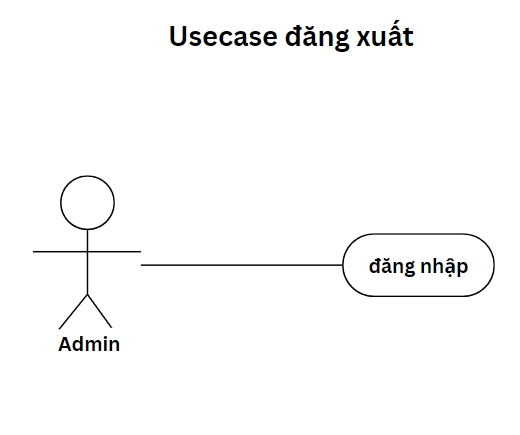 Usecase đăng xuất
đăng nhập
Admin